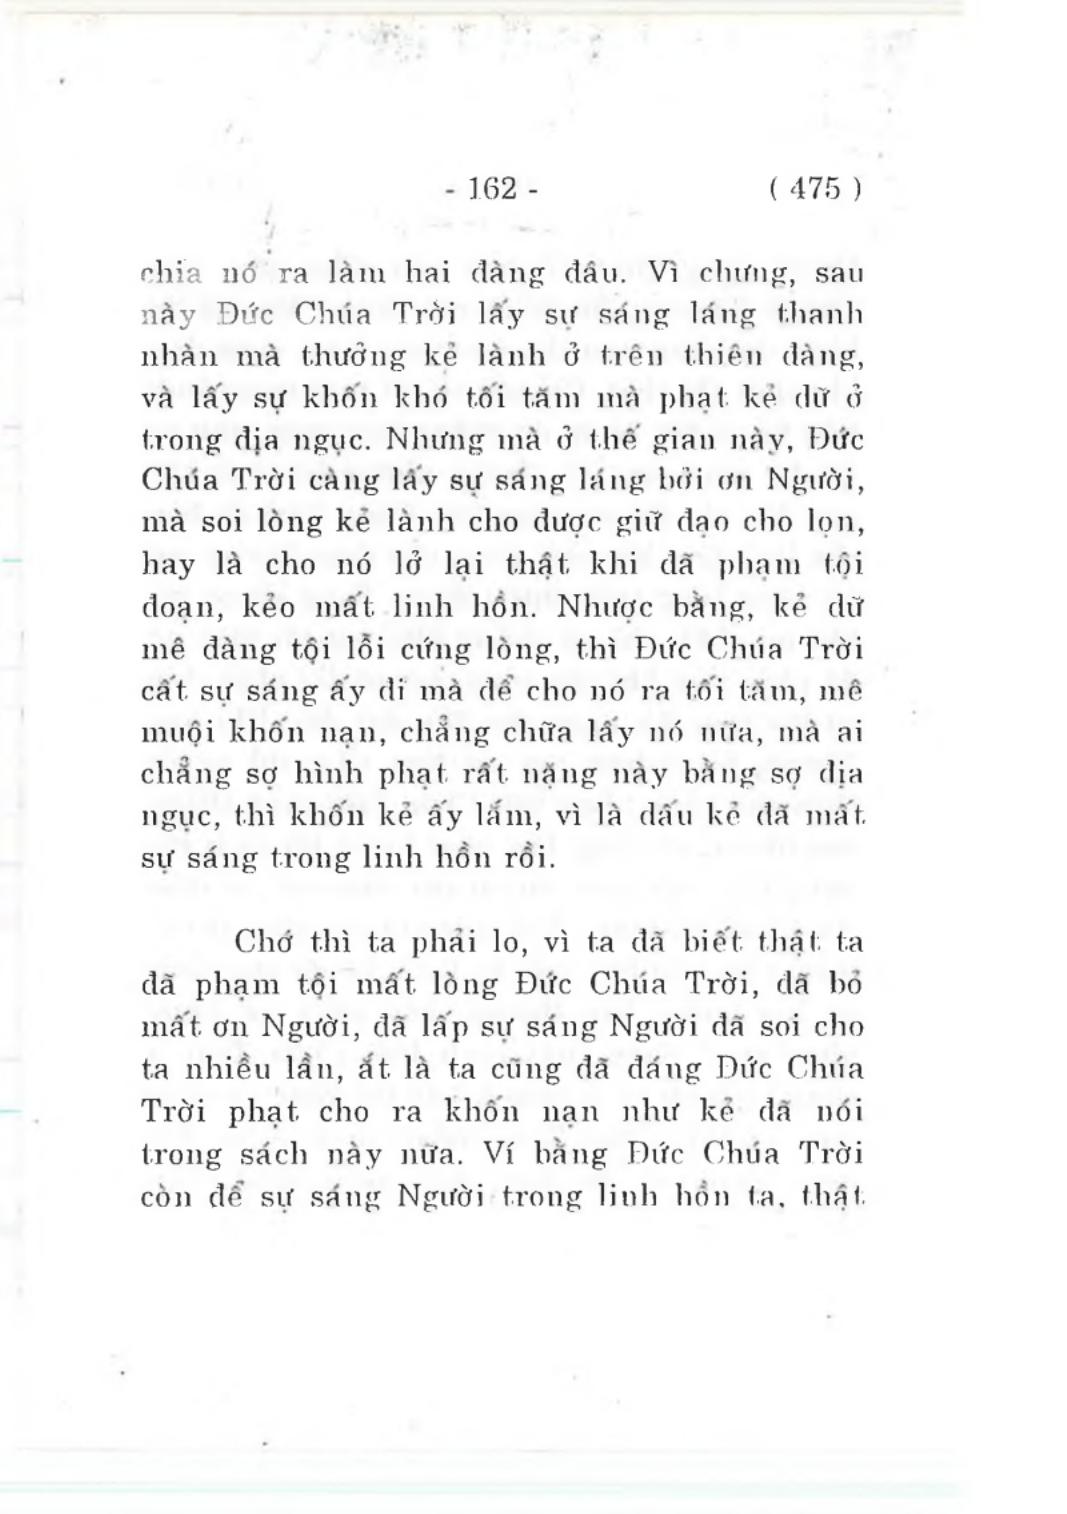 - 162 - ( 475 )
chia nó ra làm hai đàng đâu. Vì chưng, sau
này Đức Chúa Trời lấy sự sáng láng thanh
nhàn mà thưởng kẻ lành ở trên thiên đàng,
và lấy sự khốn khó tối tăm mà phạt kẻ dữ ở
trong địa ngục. Nhưng mà ở thế gian này, Đức
Chúa Trời càng lấy sự sáng láng bởi ơn Người,
mà soi lòng kẻ lành cho được giữ đạo cho lọn,
hay là cho nó lở lại thật khi đã phạm tội
đoạn, kẻo mất linh hồn. Nhược bằng, kẻ dữ
mê đàng tội lỗi cứng lòng, thì Đức Chúa Trời
cất sự sáng ấy đi mà để cho nó ra tối tăm, mê
muội khốn nạn, chẳng chữa lấy nó nữa, mà ai
chẳng sợ hình phạt rất nặng này bằng sợ địa
ngục, thì khốn kẻ ấy lắm, vì là dấu kẻ đã mất
sự sáng trong linh hồn rồi.
Chớ thì ta phải lo, vì ta đã biết thật ta
đã phạm tội mất lòng Đức Chúa Trời, đã bỏ
mất ơn Người, đã lấp sự sáng Người đã soi cho
ta nhiều lần, ắt là ta cũng đã đáng Đức Chúa
Trời phạt cho ra khốn nạn như kẻ đã nói
trong sách này nưa. Ví bằng Đức Chúa Trời
còn để sự sáng Người trong linh hồn ta, thật